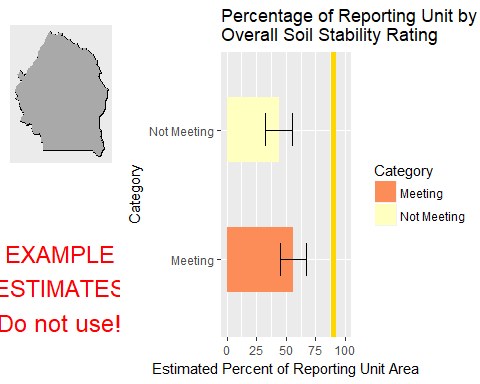 Percentage of Reporting Unit by
Overall Soil Stability Rating
Category
Not Meeting
Meeting
0 25 50 75 100
Estimated Percent of Reporting Unit Area
Category
Meeting
Not Meeting
EXAMPLE
ESTIMATES
Do not use!